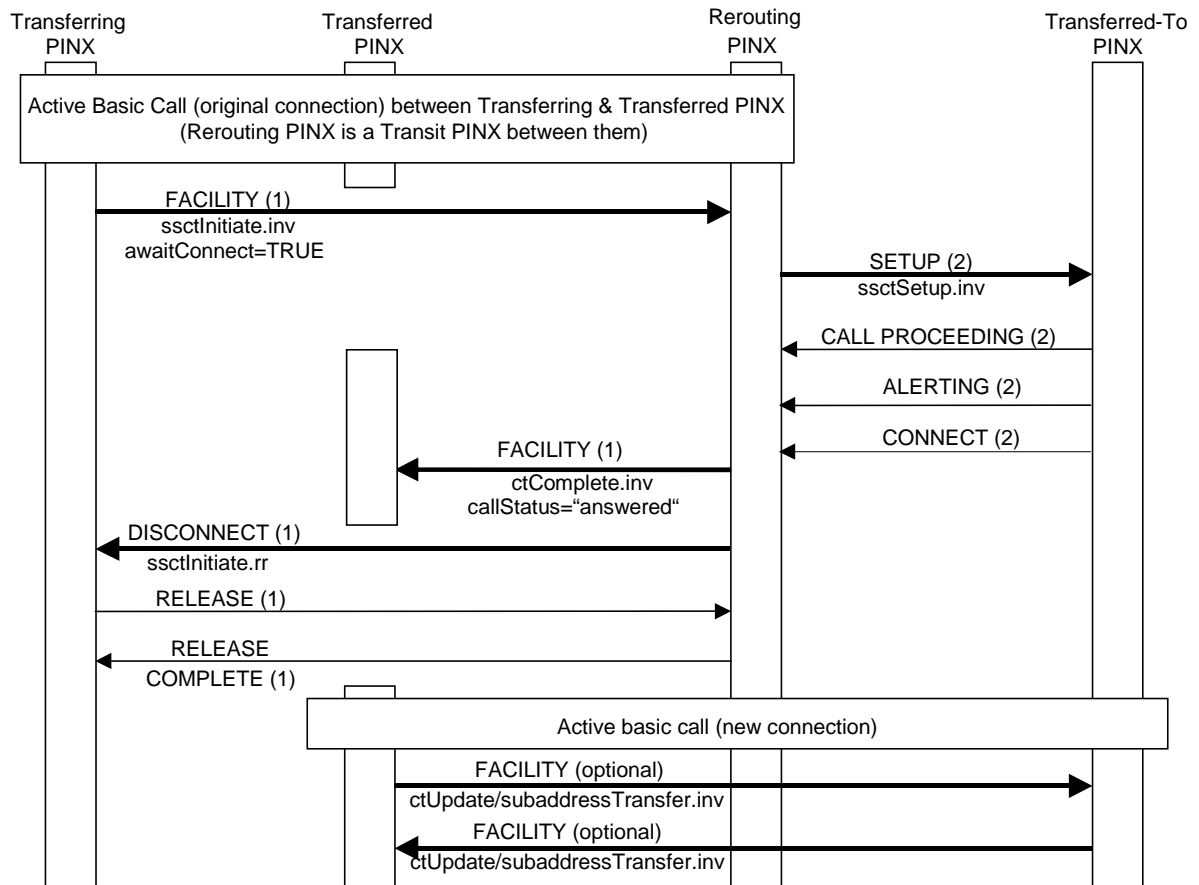 Transferring
PINX
Transferred
PINX
Rerouting
PINX
Transferred-To
PINX
Active Basic Call (original connection) between Transferring & Transferred PINX
(Rerouting PINX is a Transit PINX between them)
FACILITY (1)
ssctInitiate.inv
awaitConnect=TRUE
SETUP (2)
ssctSetup.inv
CALL PROCEEDING (2)
ALERTING (2)
CONNECT (2)
FACILITY (1)
ctComplete.inv
callStatus=“answered“
DISCONNECT (1)
ssctInitiate.rr
RELEASE (1)
RELEASE
COMPLETE (1)
Active basic call (new connection)
FACILITY (optional)
ctUpdate/subaddressTransfer.inv
FACILITY (optional)
ctUpdate/subaddressTransfer.inv